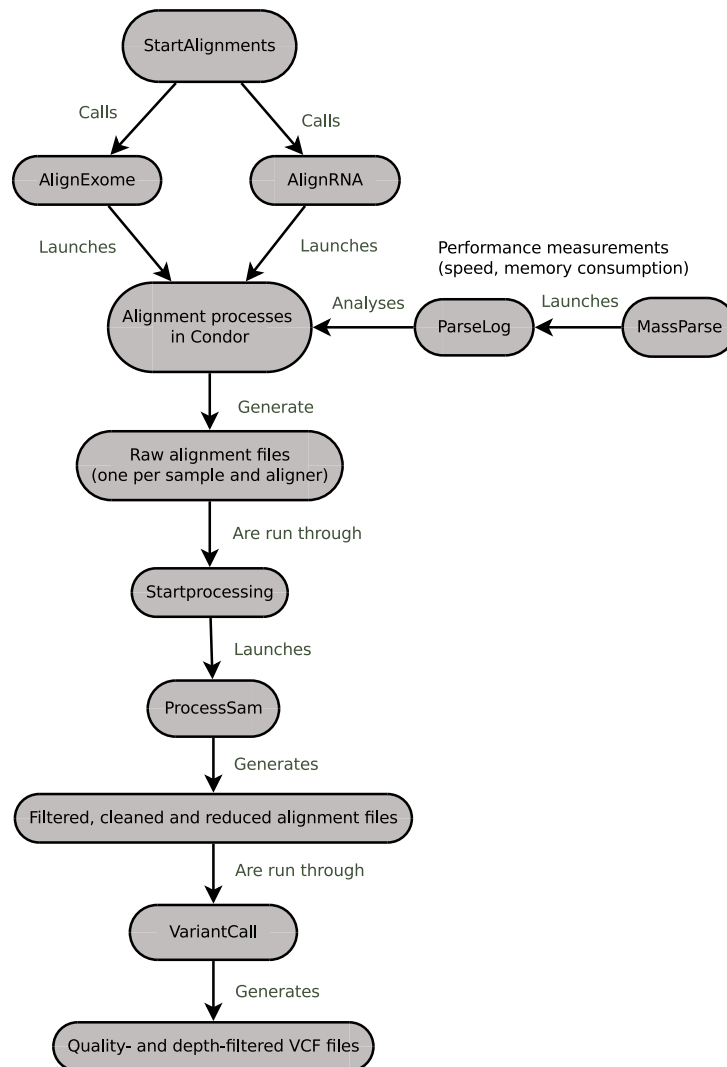 StartAlignments
Calls
Calls
AlignExome
AlignRNA
Launches
Launches
Performance measurements
(speed, memory consumption)
Alignment processes
in Condor
Analyses
ParseLog
Launches
MassParse
Generate
Raw alignment files
(one per sample and aligner)
Are run through
Startprocessing
Launches
ProcessSam
Generates
Filtered, cleaned and reduced alignment files
Are run through
VariantCall
Generates
Quality- and depth-filtered VCF files